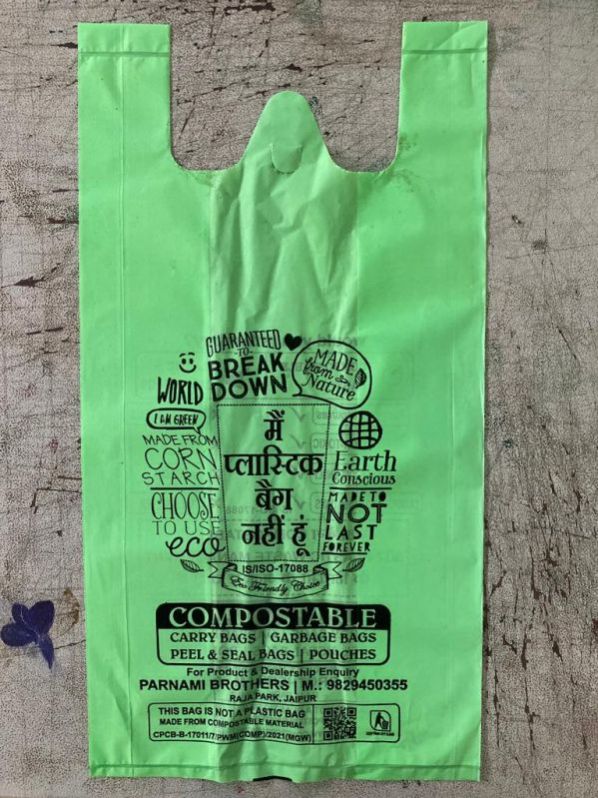 GUARANTEED
TO
BREAK
DOWN
MADE
from
Nature
WORLD
I AM GREEN
MADE FROM
CORN
STARCH
CHOOSE
TO USE
eco
मैं
प्लास्टिक
बैग
नहीं हूं
Earth
Conscious
MADE TO
NOT
LAST
FOREVER
IS/ISO-17088
Eco Friendly Choice
COMPOSTABLE
CARRY BAGS | GARBAGE BAGS
PEEL & SEAL BAGS | POUCHES
For Product & Dealership Enquiry
PARNAMI BROTHERS | M.: 9829450355
RAJA PARK, JAIPUR
THIS BAG IS NOT A PLASTIC BAG
MADE FROM COMPOSTABLE MATERIAL
CPCB-B-17011/7/PWM(COMP)/2021(MGW)